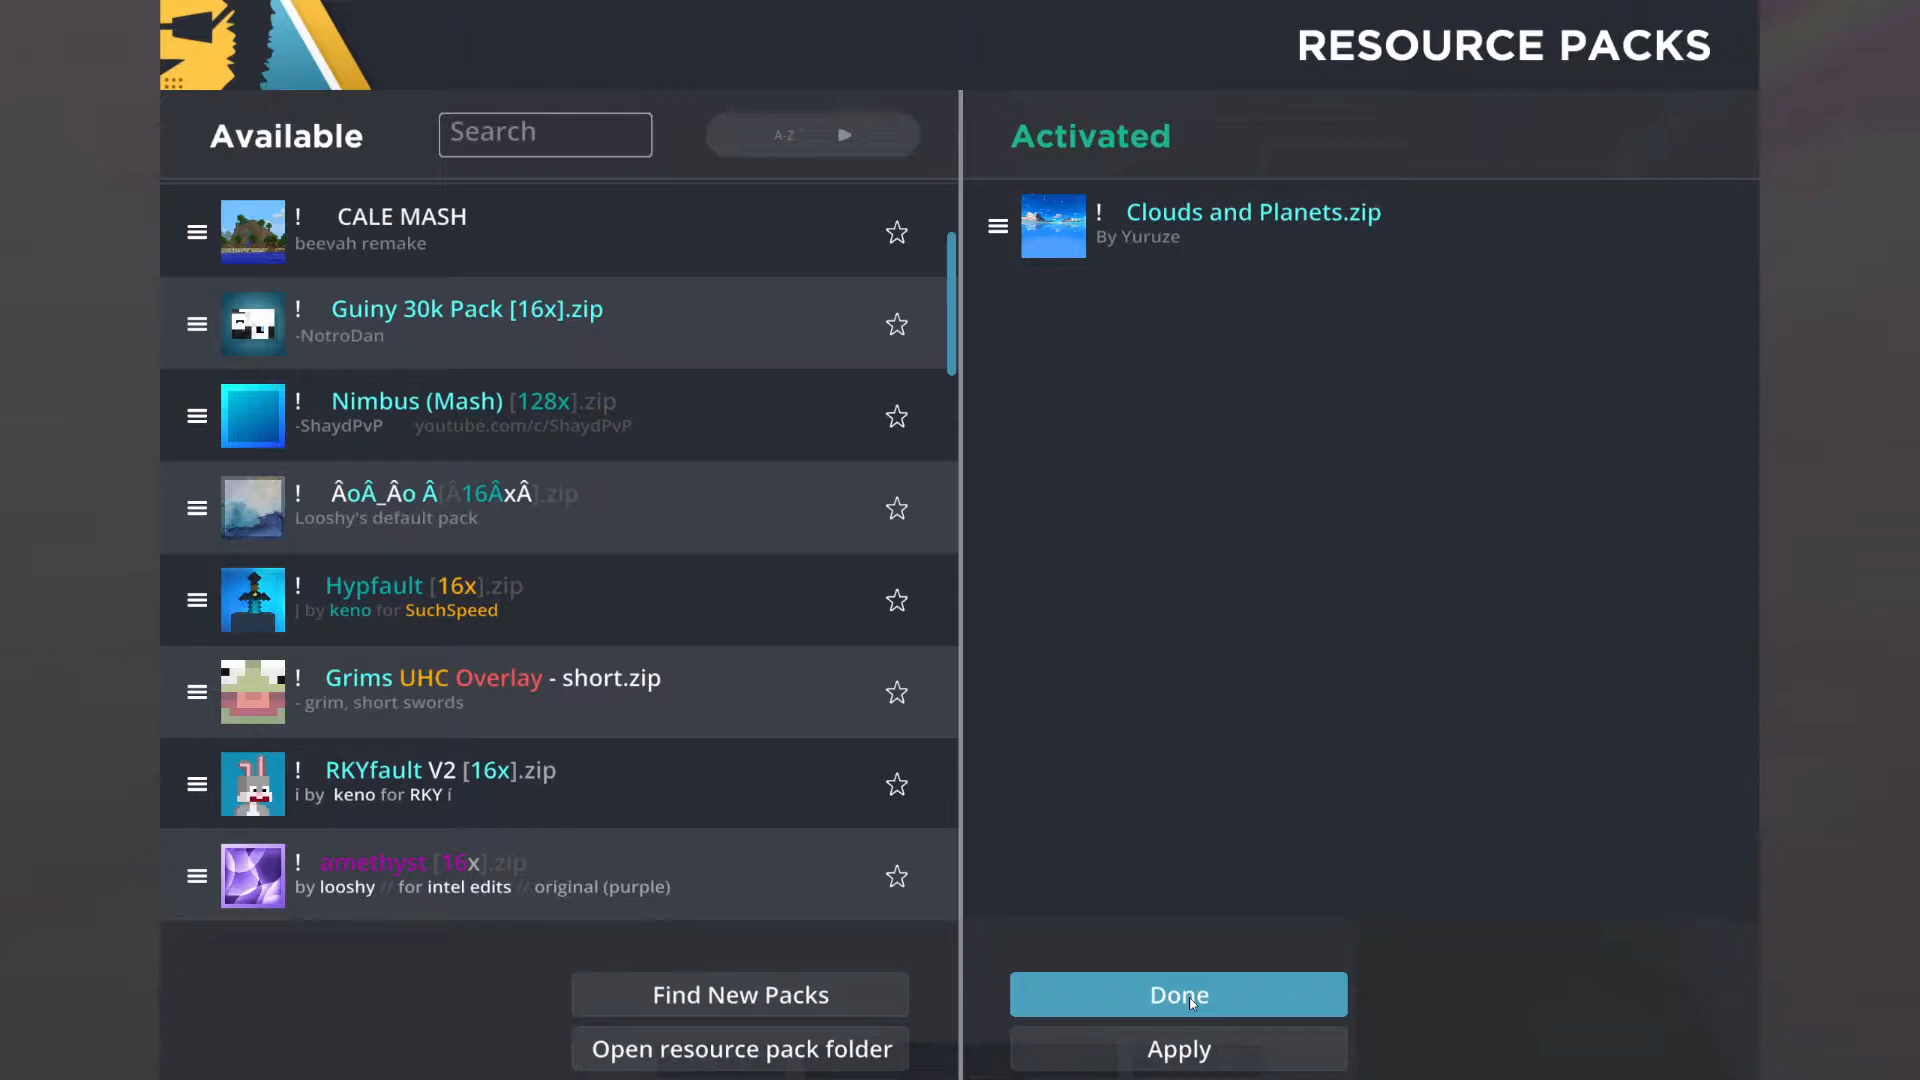 RESOURCE PACKS
Available
Search
A-Z
Activated
! CALE MASH
beevah remake
! Guiny 30k Pack [16x].zip
-NotroDan
! Nimbus (Mash) [128x].zip
-ShaydPvP youtube.com/c/ShaydPvP
! ÂoÂ_Âo Â[Â16ÂxÂ].zip
Looshy's default pack
! Hypfault [16x].zip
J by keno for SuchSpeed
! Grims UHC Overlay - short.zip
- grim, short swords
! RKYfault V2 [16x].zip
i by keno for RKY í
! amethyst [16x].zip
by looshy // for intel edits // original (purple)
! Clouds and Planets.zip
By Yuruze
Find New Packs
Open resource pack folder
Done
Apply